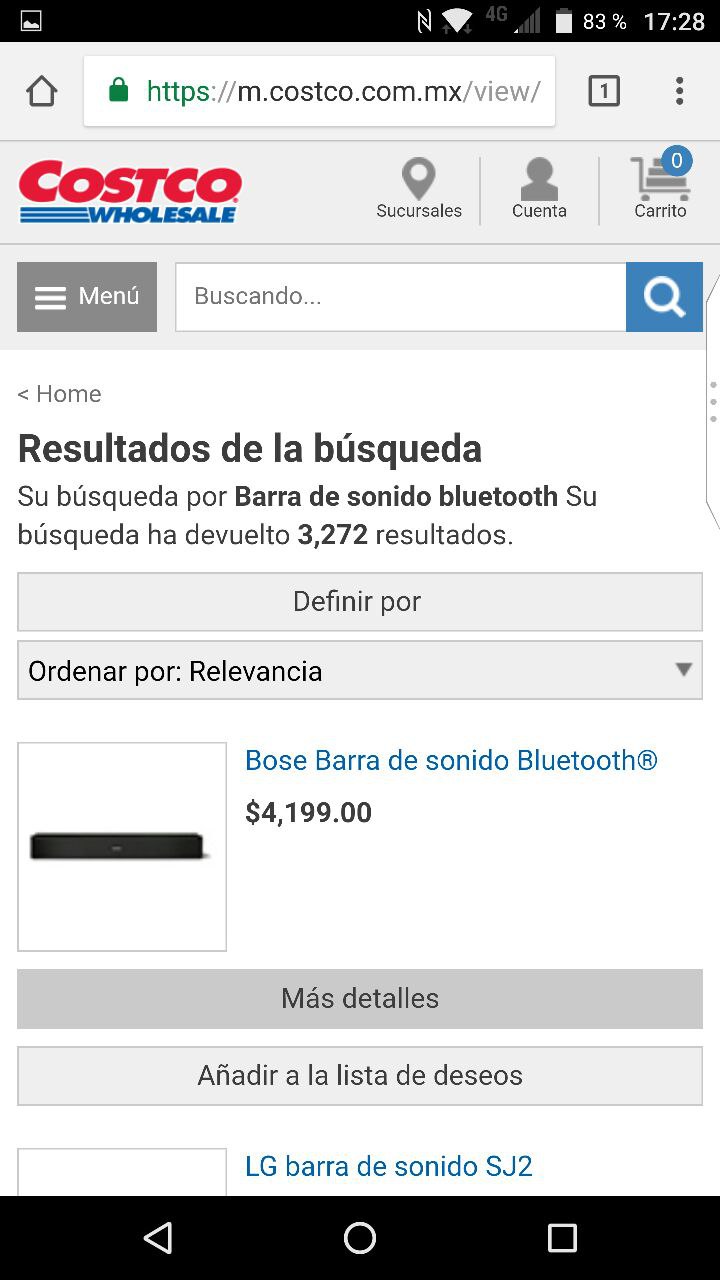 4G 83 % 17:28
https://m.costco.com.mx/view/ 1
COSTCO
WHOLESALE
Sucursales
Cuenta
0
Carrito
Menú
Buscando...
< Home
Resultados de la búsqueda
Su búsqueda por Barra de sonido bluetooth Su
búsqueda ha devuelto 3,272 resultados.
Definir por
Ordenar por: Relevancia
Bose Barra de sonido Bluetooth®
$4,199.00
Más detalles
Añadir a la lista de deseos
LG barra de sonido SJ2